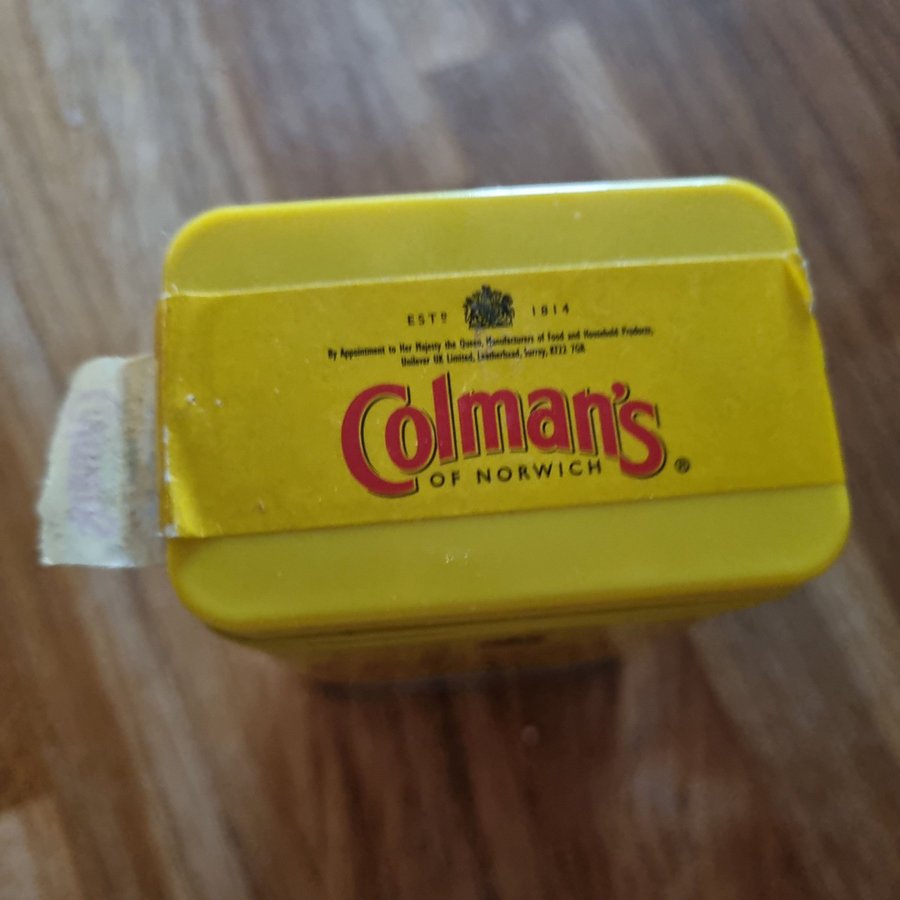 ESTD 1814
By Appointment to Her Majesty the Queen, Manufacturers of Food and Household Products,
Unilever UK Limited, Leatherhead, Surrey, KT22 7GR
Colman's
OF NORWICH ®